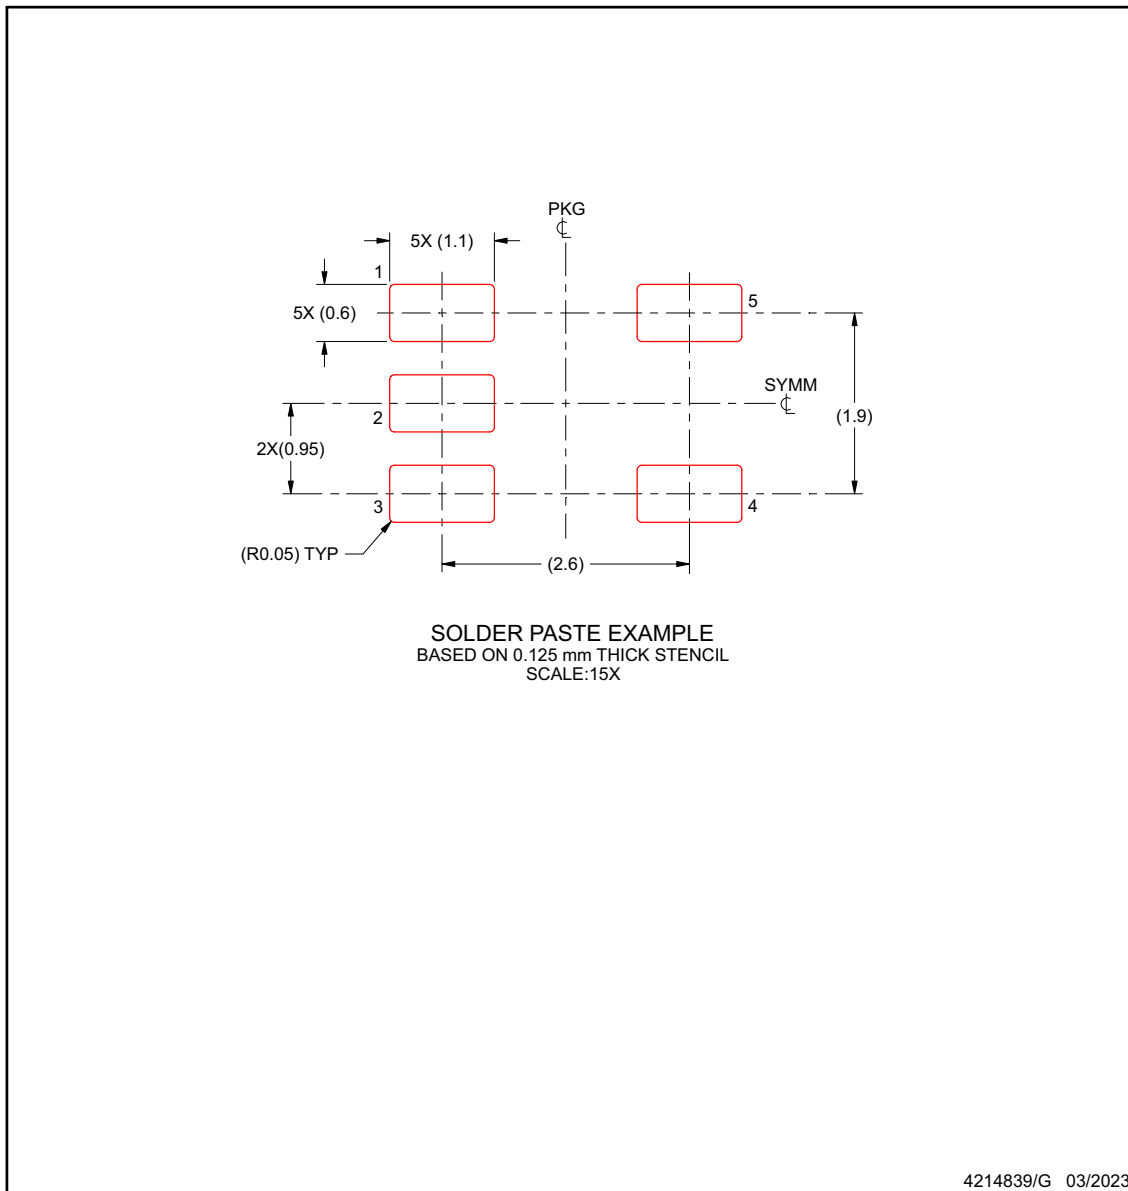 PKG
5X (1.1)
1
5X (0.6)
5
SYMM
2
(1.9)
2X(0.95)
3
4
(R0.05) TYP
(2.6)
SOLDER PASTE EXAMPLE
BASED ON 0.125 mm THICK STENCIL
SCALE:15X
4214839/G 03/2023